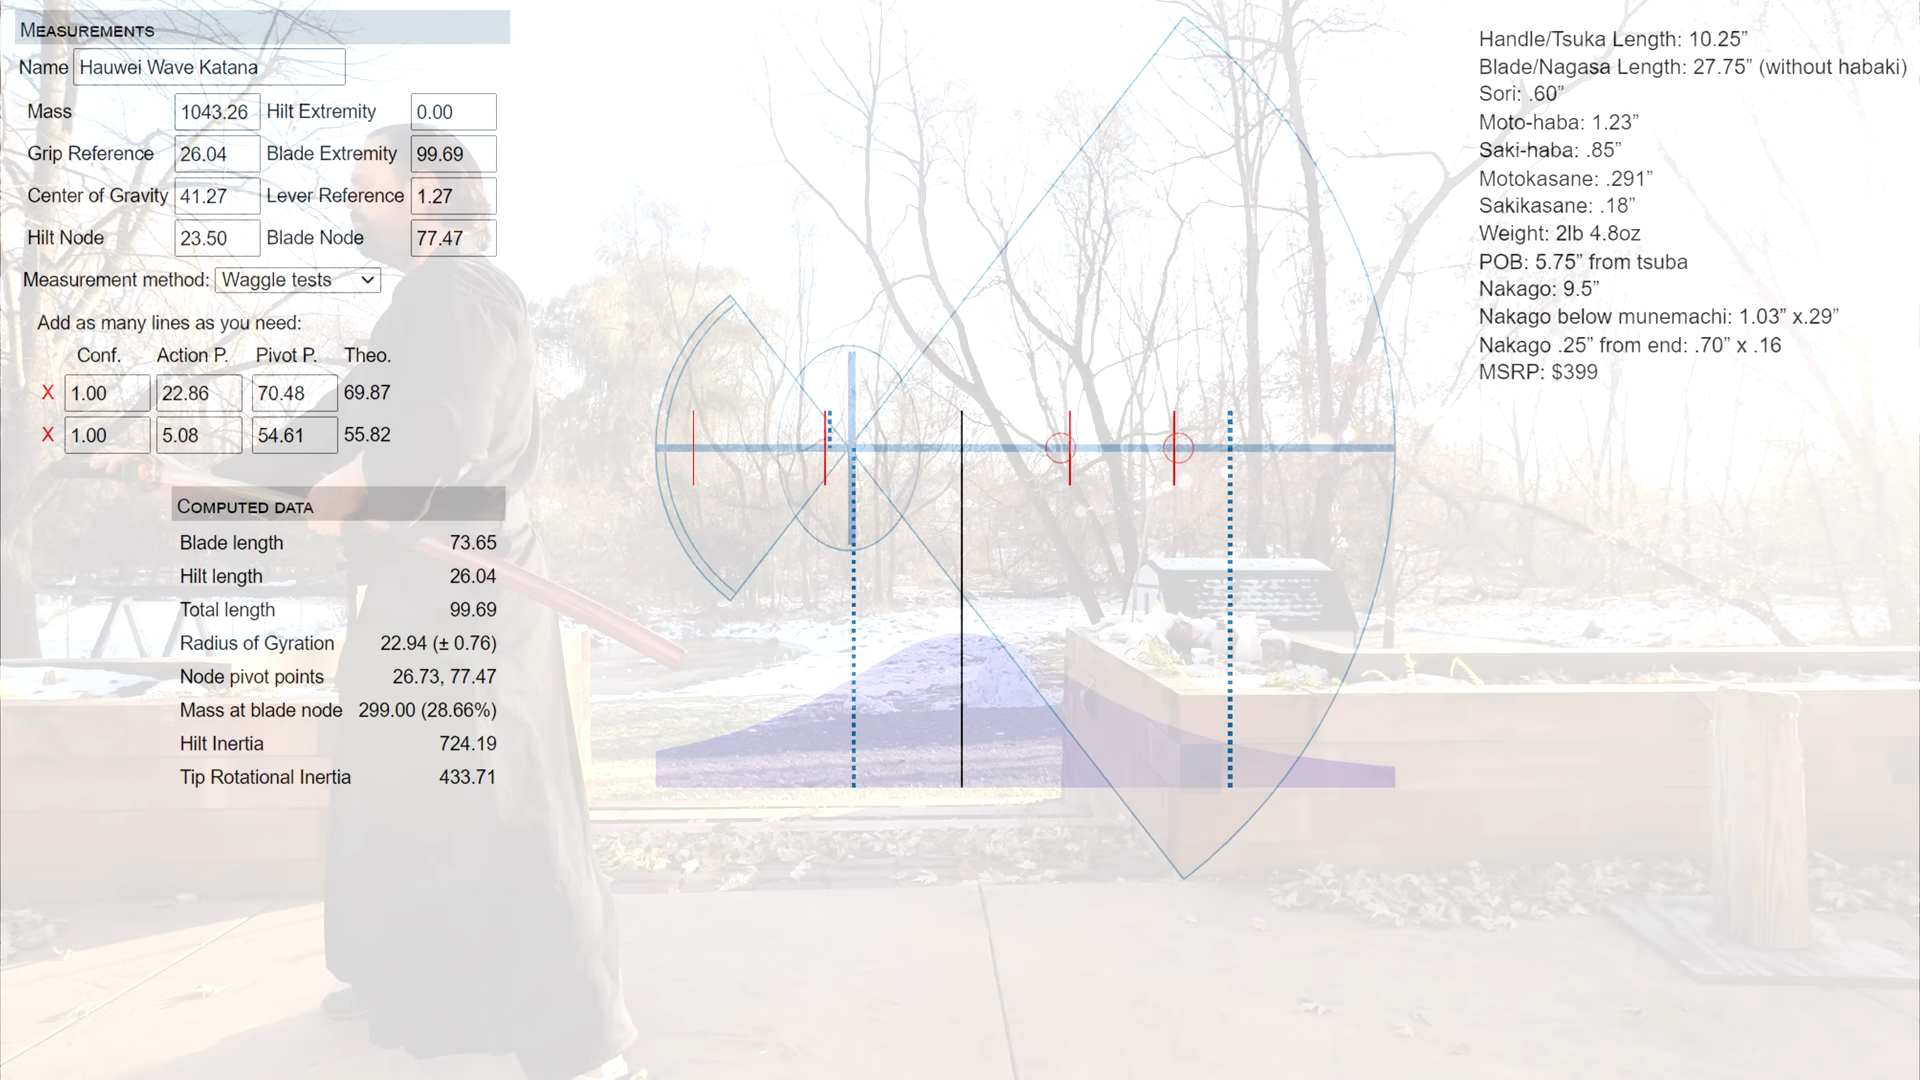 MEASUREMENTS
Name Hauwei Wave Katana
Mass 1043.26 Hilt Extremity 0.00
Grip Reference 26.04 Blade Extremity 99.69
Center of Gravity 41.27 Lever Reference 1.27
Hilt Node 23.50 Blade Node 77.47
Measurement method: Waggle tests
Add as many lines as you need:
Conf. Action P. Pivot P. Theo.
X 1.00 22.86 70.48 69.87
X 1.00 5.08 54.61 55.82
COMPUTED DATA
Blade length 73.65
Hilt length 26.04
Total length 99.69
Radius of Gyration 22.94 (± 0.76)
Node pivot points 26.73, 77.47
Mass at blade node 299.00 (28.66%)
Hilt Inertia 724.19
Tip Rotational Inertia 433.71
Handle/Tsuka Length: 10.25”
Blade/Nagasa Length: 27.75” (without habaki)
Sori: .60”
Moto-haba: 1.23”
Saki-haba: .85”
Motokasane: .291”
Sakikasane: .18”
Weight: 2lb 4.8oz
POB: 5.75” from tsuba
Nakago: 9.5”
Nakago below munemachi: 1.03” x.29”
Nakago .25” from end: .70” x .16
MSRP: $399